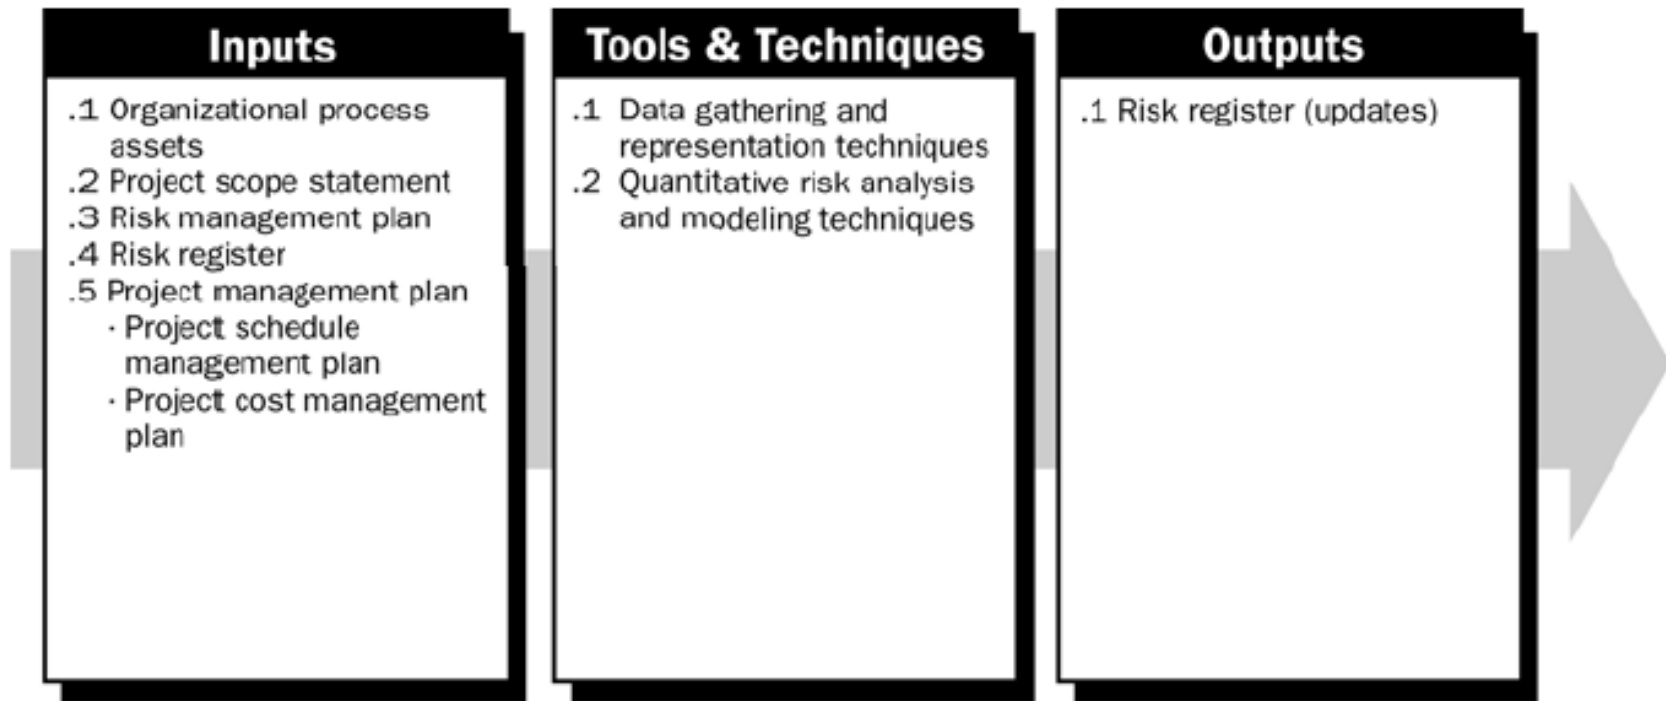 Inputs
.1 Organizational process
assets
.2 Project scope statement
.3 Risk management plan
.4 Risk register
.5 Project management plan
· Project schedule
management plan
· Project cost management
plan
Tools & Techniques
.1 Data gathering and
representation techniques
.2 Quantitative risk analysis
and modeling techniques
Outputs
.1 Risk register (updates)